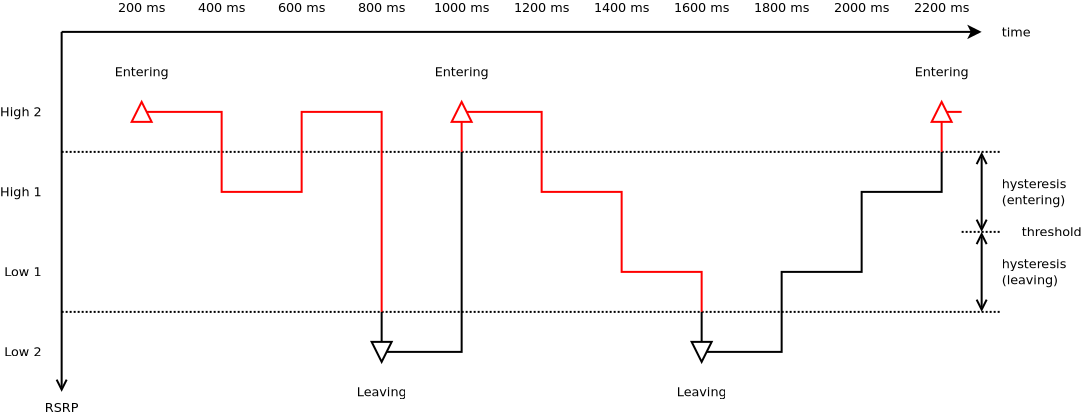 200 ms 400 ms 600 ms 800 ms 1000 ms 1200 ms 1400 ms 1600 ms 1800 ms 2000 ms 2200 ms
time
Entering Entering Entering
High 2
High 1
hysteresis
(entering)
threshold
Low 1
hysteresis
(leaving)
Low 2
Leaving Leaving
RSRP